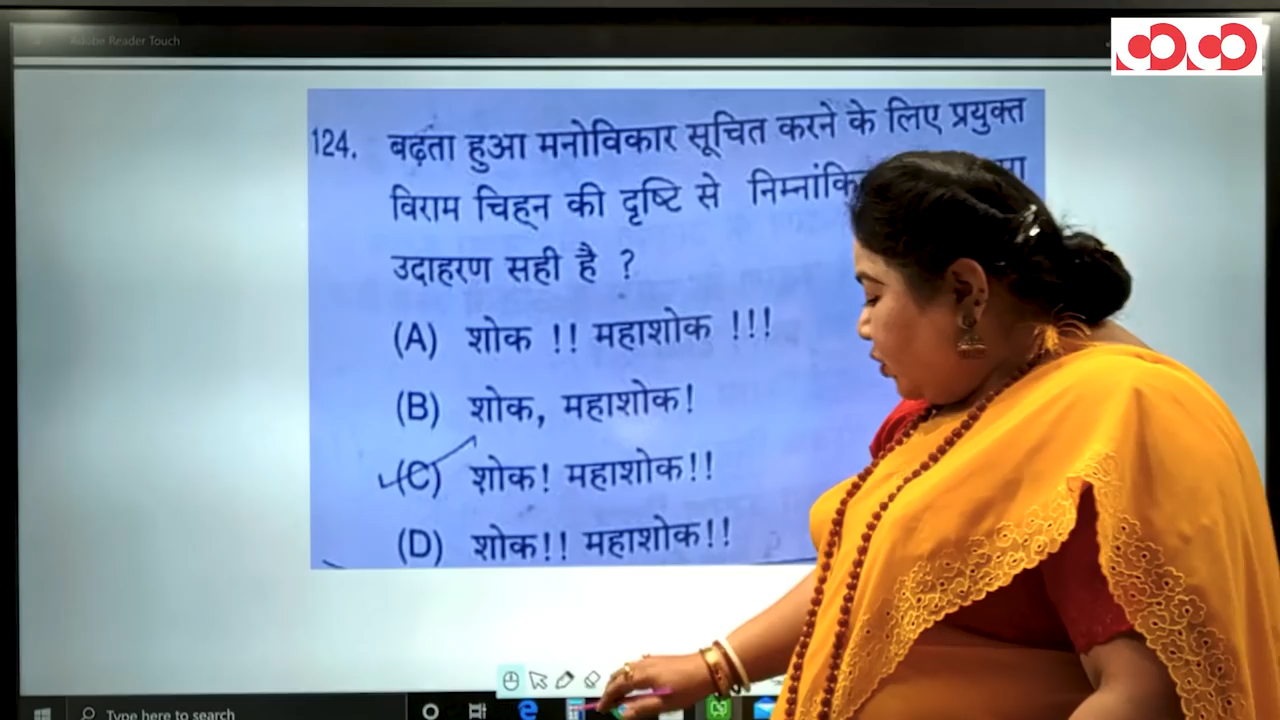 Adobe Reader Touch
124. बढ़ता हुआ मनोविकार सूचित करने के लिए प्रयुक्त
विराम चिह्न की दृष्टि से
उदाहरण सही है ?
(A) शोक !! महाशोक !!!
(B) शोक, महाशोक!
(C) शोक! महाशोक!!
(D) शोक!! महाशोक!!
Type here to search